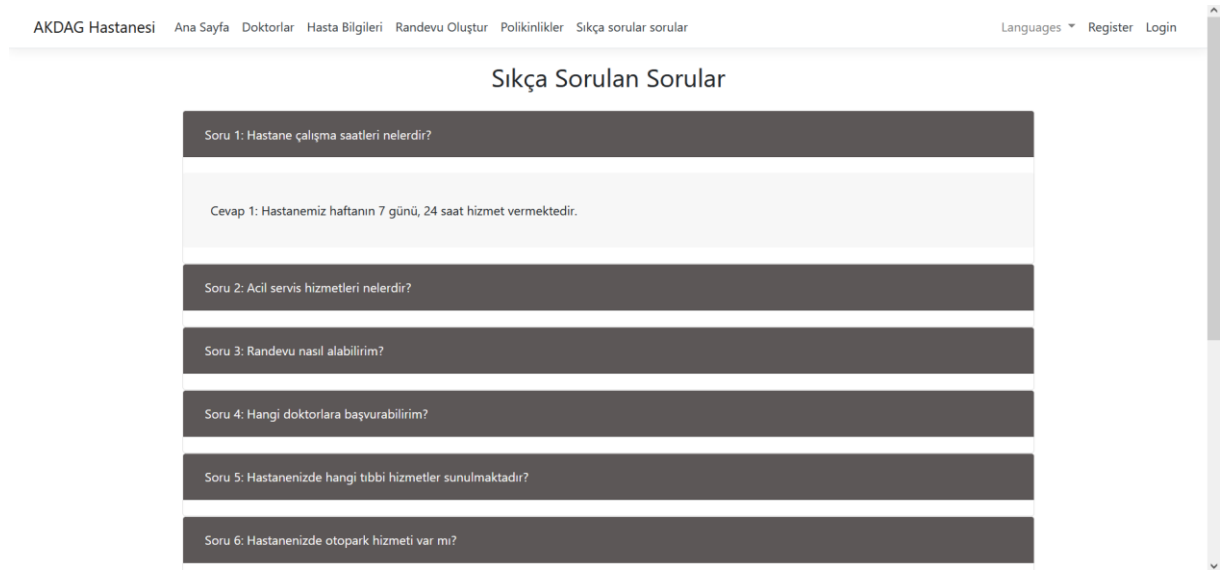 AKDAG Hastanesi Ana Sayfa Doktorlar Hasta Bilgileri Randevu Oluştur Polikinlikler Sıkça sorular sorular Languages Register Login
Sıkça Sorulan Sorular
Soru 1: Hastane çalışma saatleri nelerdir?
Cevap 1: Hastanemiz haftanın 7 günü, 24 saat hizmet vermektedir.
Soru 2: Acil servis hizmetleri nelerdir?
Soru 3: Randevu nasıl alabilirim?
Soru 4: Hangi doktorlara başvurabilirim?
Soru 5: Hastanenizde hangi tıbbi hizmetler sunulmaktadır?
Soru 6: Hastanenizde otopark hizmeti var mı?